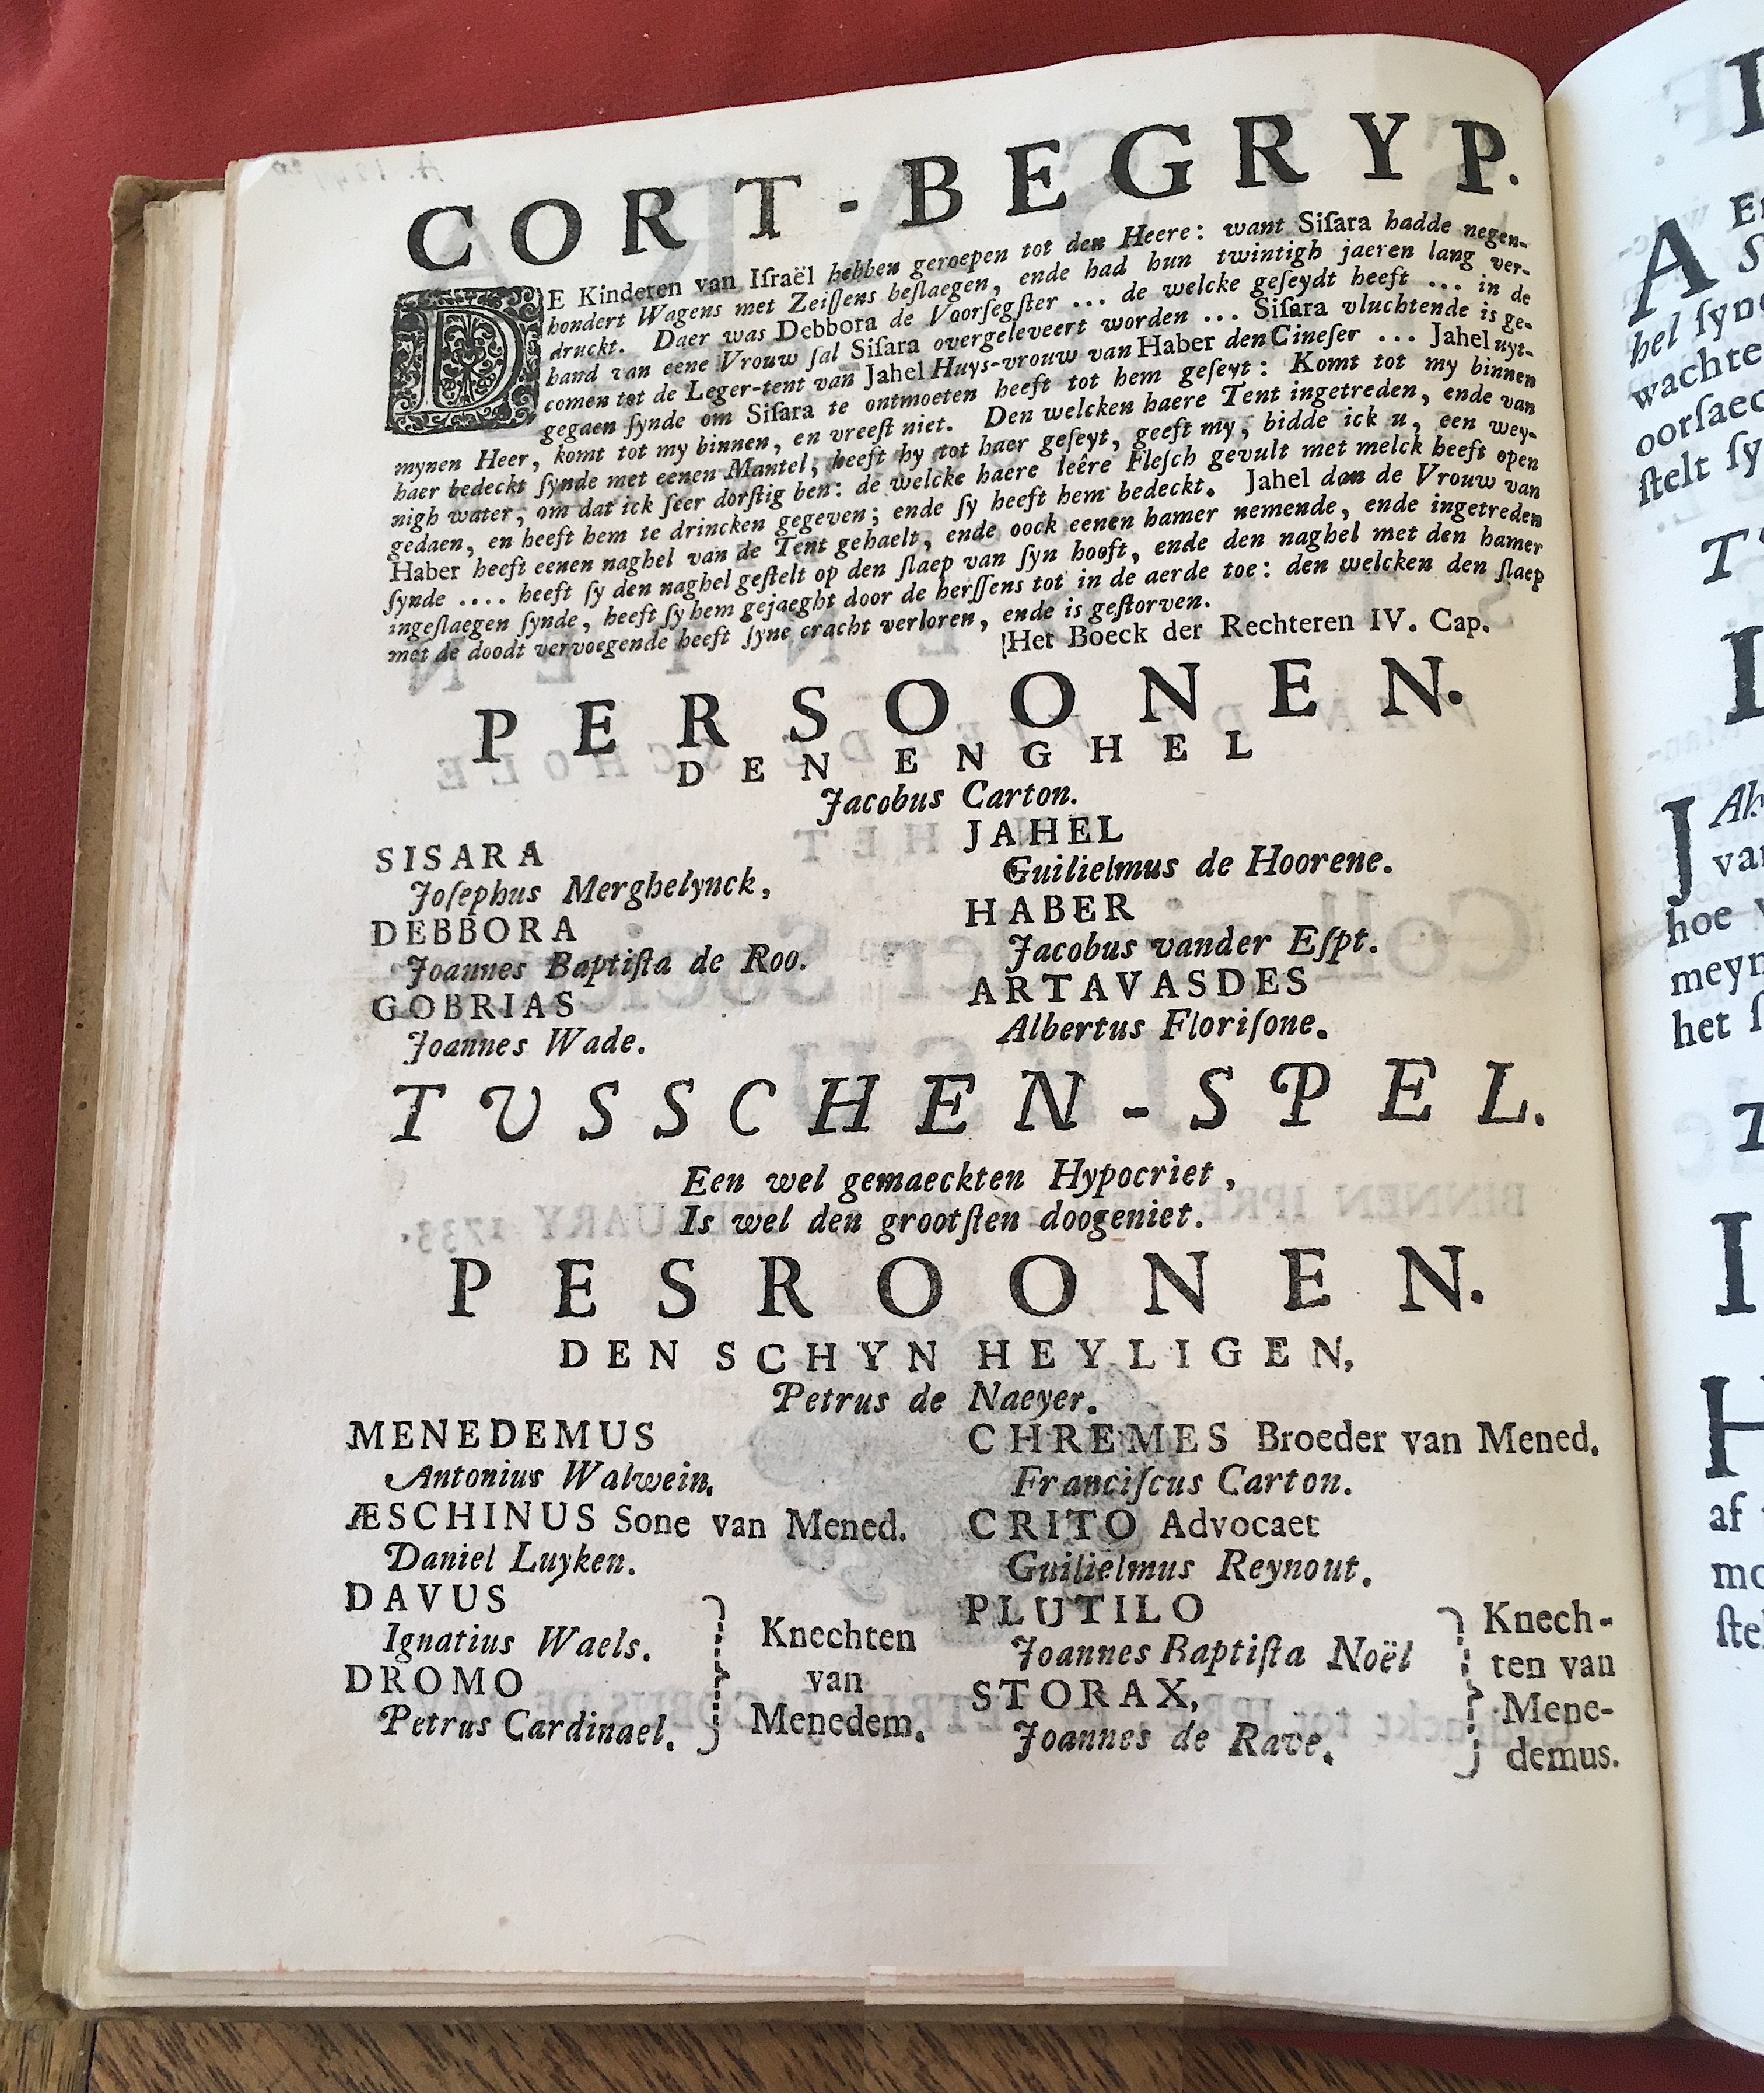 CORT-BEGRYP.
DE Kinderen van Iſraël hebben geroepen tot den Heere: want Siſara hadde negen-
hondert Wagens met Zeiſſens beſlaegen, ende had hun twintigh jaeren lang ver-
druckt. Daer was Debbora de Voorſegſter ... de welcke geſeydt heeft ... in de
hand van eene Vrouw ſal Siſara overgeleveert worden ... Siſara vluchtende is ge-
comen tot de Leger-tent van Jahel Huys-vrouw van Haber den Cineſer ... Jahel uyt-
gegaen ſynde om Siſara te ontmoeten heeft tot hem geſeyt: Komt tot my binnen
mynen Heer, komt tot my binnen, en vreeſt niet. Den welcken haere Tent ingetreden, ende van
haer bedeckt ſynde met eenen Mantel, heeft hy tot haer geſeyt, geeft my, bidde ick u, een wey-
nigh water, om dat ick ſeer dorſtig ben: de welcke haere leêre Fleſch gevult met melck heeft open
gedaen, en heeft hem te drincken gegeven; ende ſy heeft hem bedeckt. Jahel dan de Vrouw van
Haber heeft eenen naghel van de Tent gehaelt, ende oock eenen hamer nemende, ende ingetreden
ſynde .... heeft ſy den naghel geſtelt op den ſlaep van ſyn hooft, ende den naghel met den hamer
ingeſlaegen ſynde, heeft ſy hem gejaeght door de herſſens tot in de aerde toe: den welcken den ſlaep
met de doodt vervoegende heeft ſyne cracht verloren, ende is geſtorven.
Het Boeck der Rechteren IV. Cap.
PERSOONEN.
DEN ENGHEL
Jacobus Carton.
SISARA
Joſephus Merghelynck,
DEBBORA
Joannes Baptiſta de Roo.
GOBRIAS
Joannes Wade.
JAHEL
Guilielmus de Hoorene.
HABER
Jacobus vander Eſpt.
ARTAVASDES
Albertus Floriſone.
TUSSCHEN-SPEL.
Een wel gemaeckten Hypocriet,
Is wel den grootſten doogeniet.
PESROONEN.
DEN SCHYN HEYLIGEN,
Petrus de Naeyer.
MENEDEMUS
Antonius Walwein.
ÆSCHINUS Sone van Mened.
Daniel Luyken.
DAVUS
Ignatius Waels.
DROMO
Petrus Cardinael.
Knechten
van
Menedem.
CHREMES Broeder van Mened.
Franciſcus Carton.
CRITO Advocaet
Guilielmus Reynout.
PLUTILO
Joannes Baptiſta Noël
STORAX,
Joannes de Rave.
Knech-
ten van
Mene-
demus.
hel ſyn
wachte
oorſaec
ſtelt ſy
hoe
meyn
het
af